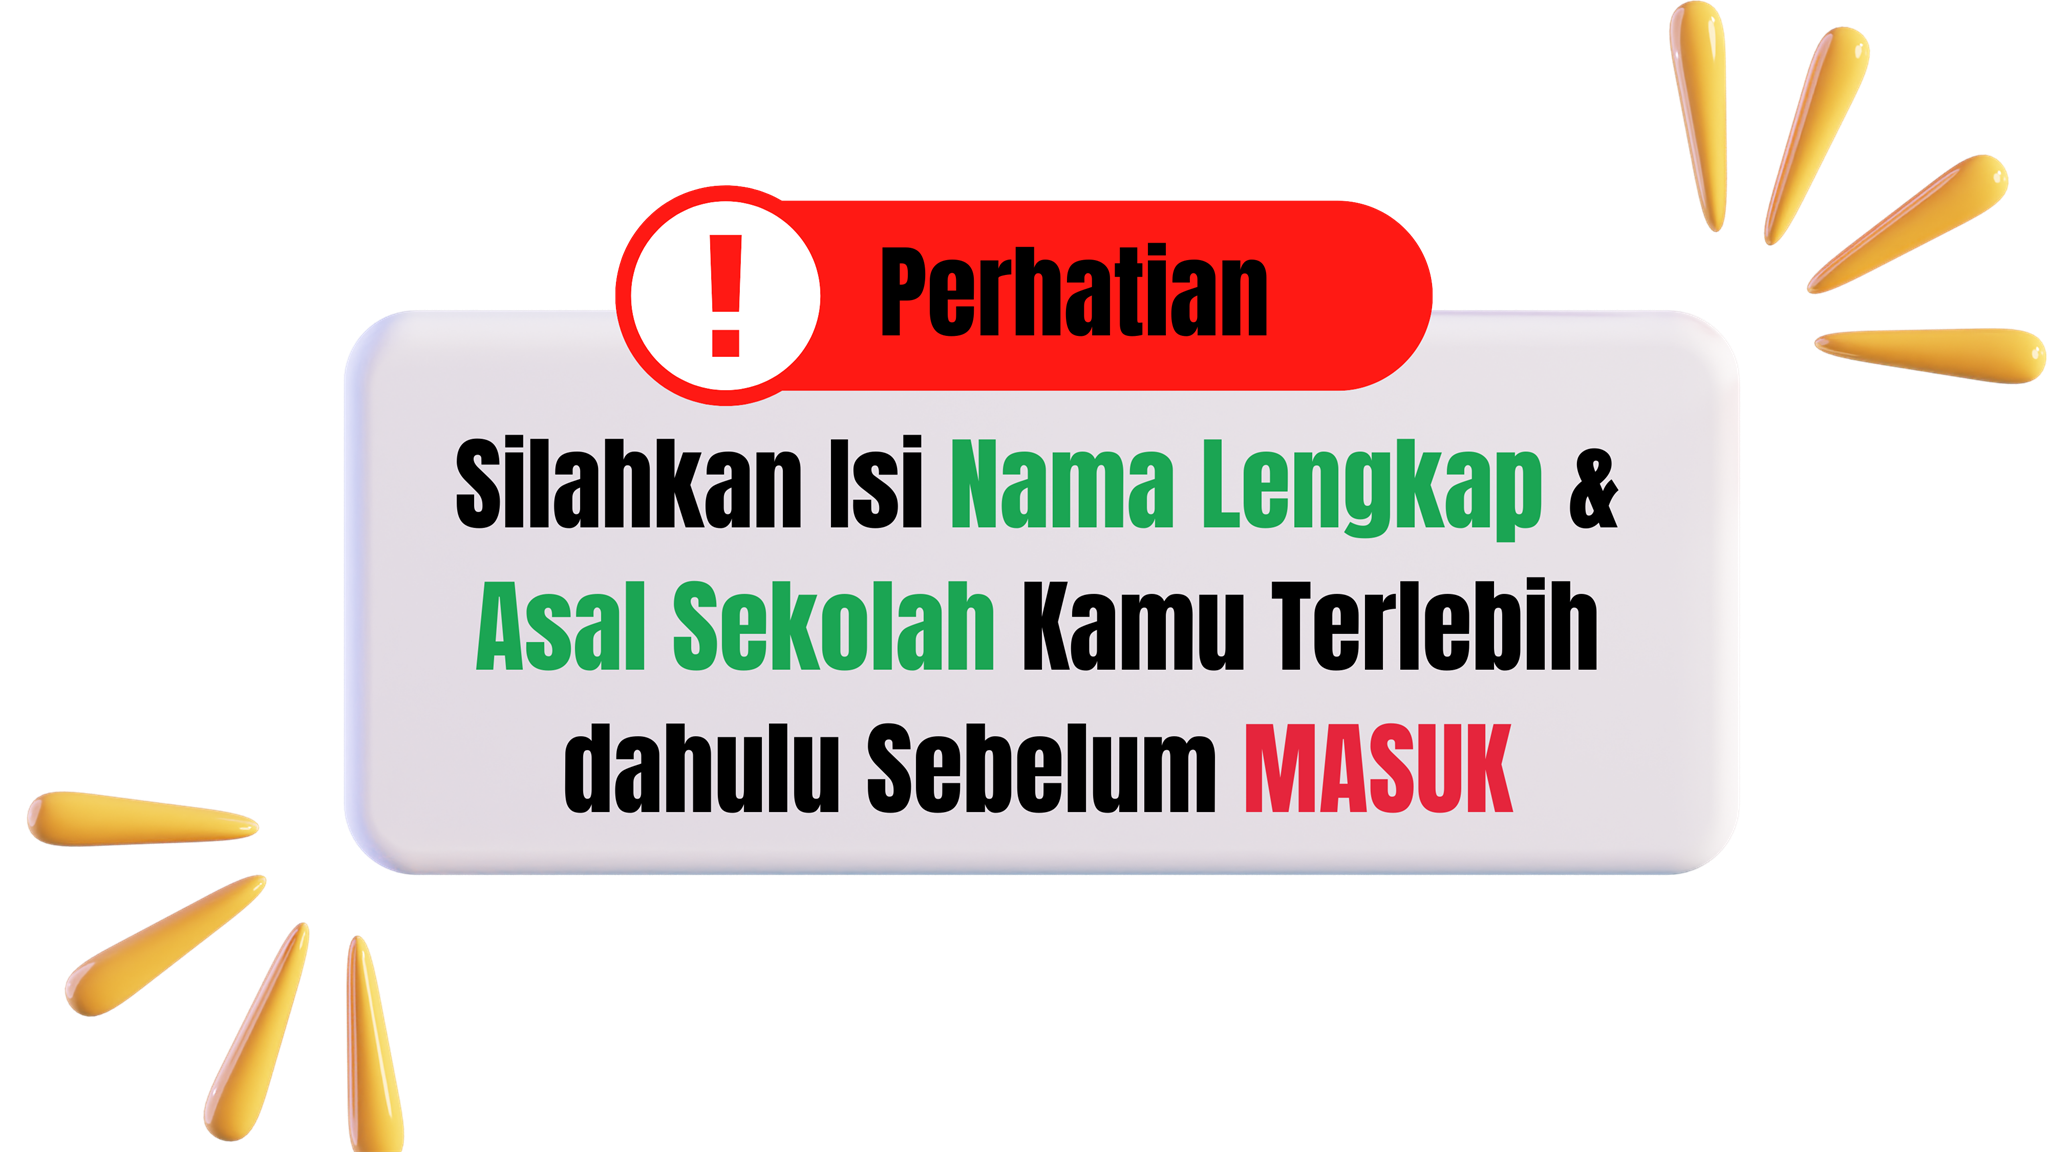 !
Perhatian
Silahkan Isi Nama Lengkap &
Asal Sekolah Kamu Terlebih
dahulu Sebelum MASUK